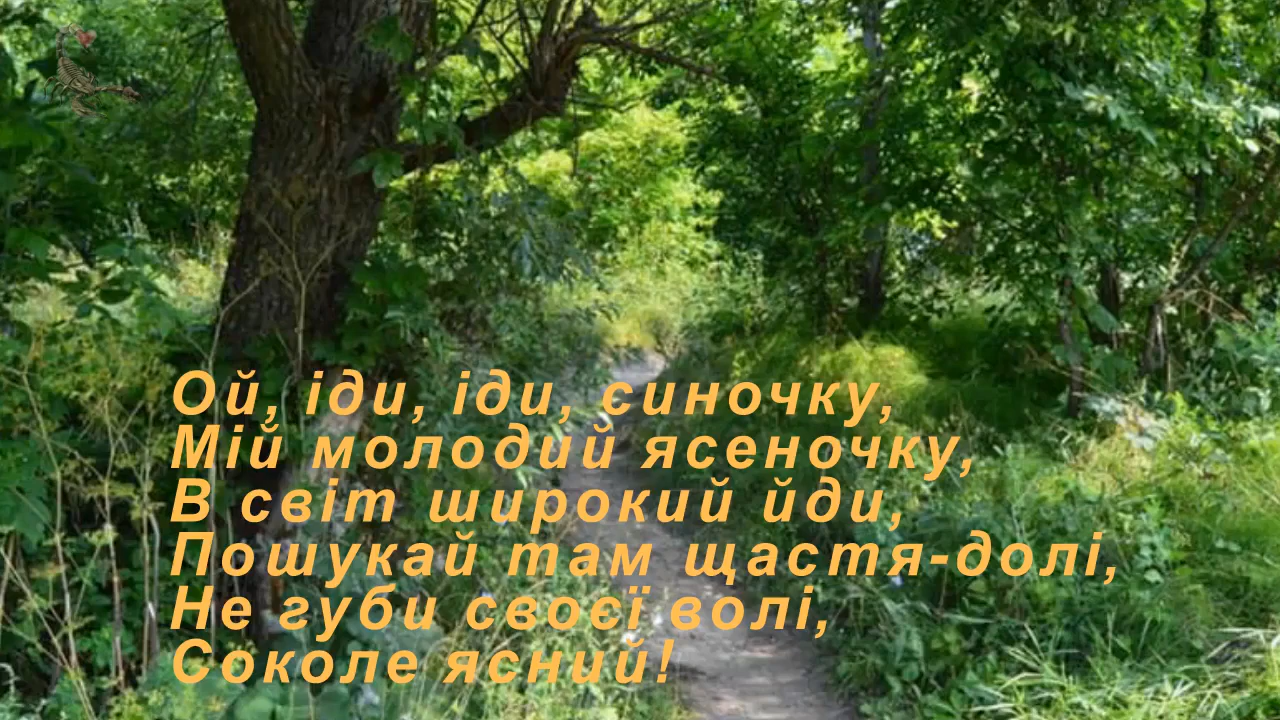 Ой, іди, іди, синочку,
Мій молодий ясеночку,
В світ широкий йди,
Пошукай там щастя-долі,
Не губи своєї волі,
Соколе ясний!